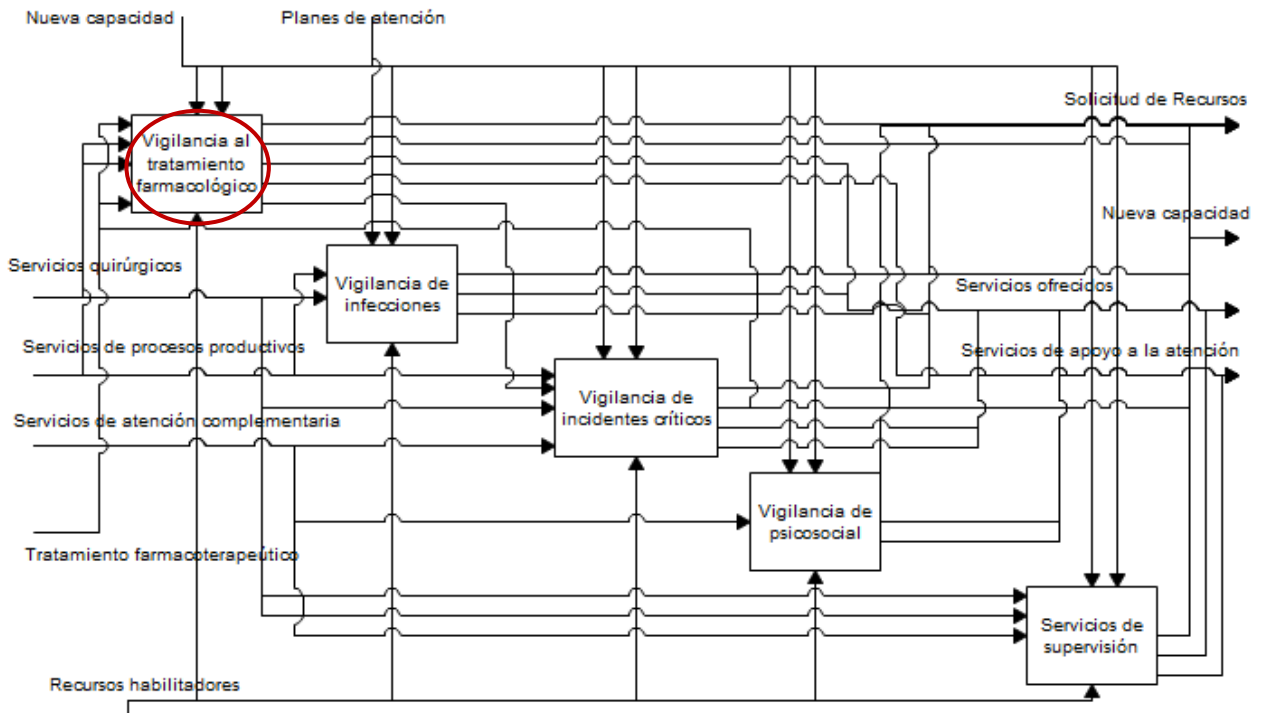 Nueva capacidad
Planes de atención
Solicitud de Recursos
Vigilancia al
tratamiento
farmacológico
Nueva capacidad
Servicios quirúrgicos
Vigilancia de
infecciones
Servicios ofrecidos
Servicios de procesos productivos
Servicios de apoyo a la atención
Vigilancia de
incidentes críticos
Servicios de atención complementaria
Vigilancia de
psicosocial
Tratamiento farmacoterapeútico
Servicios de
supervisión
Recursos habilitadores